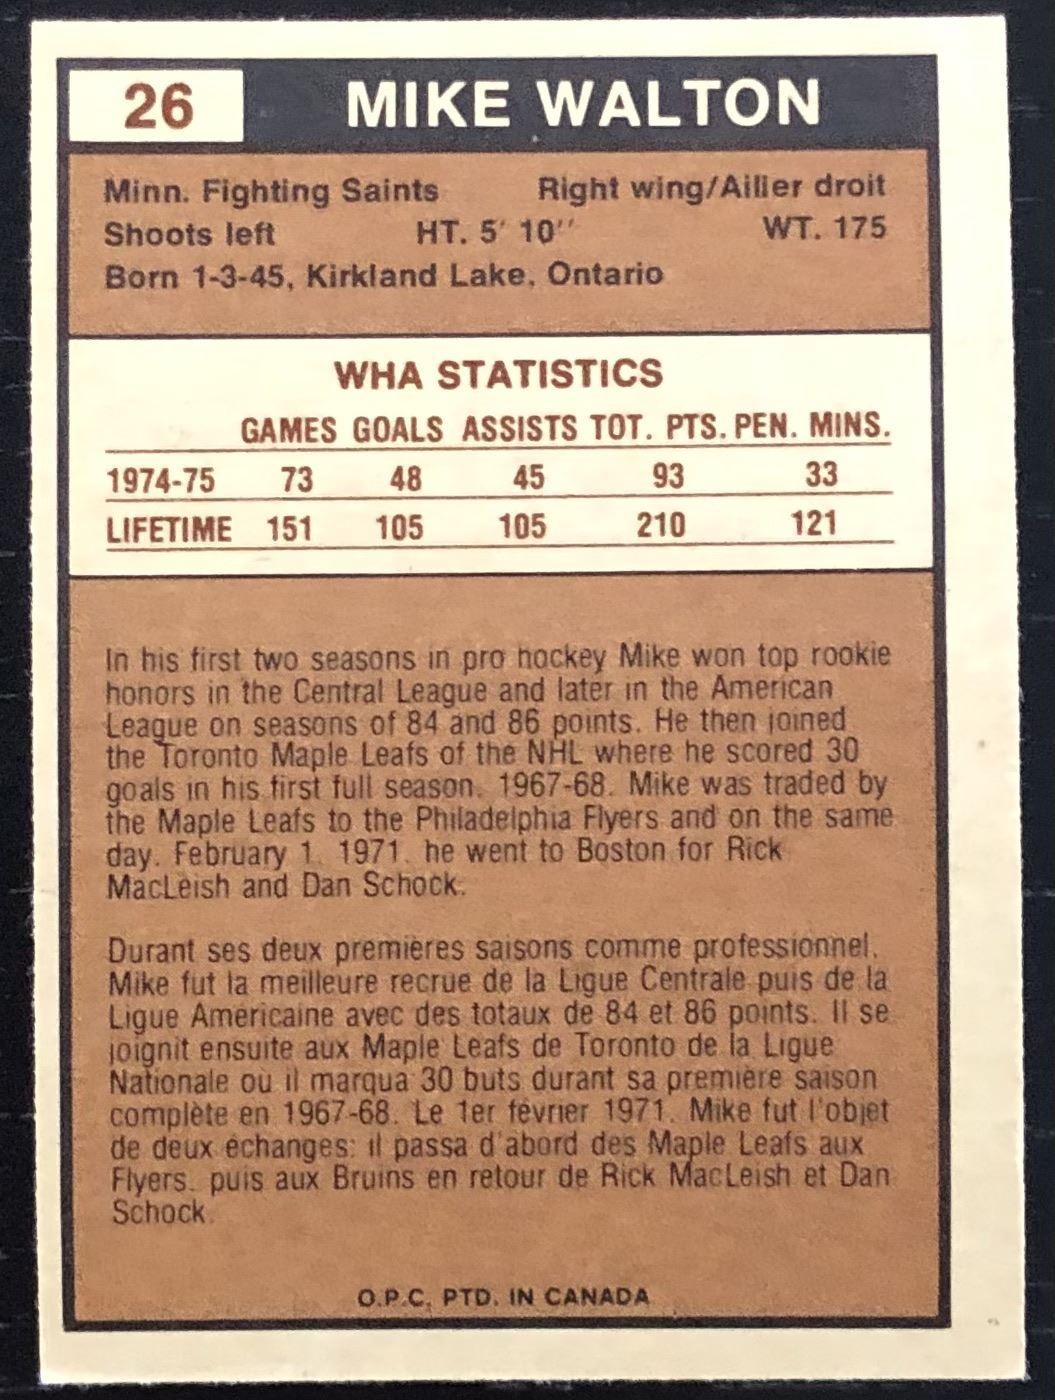 26 MIKE WALTON
Minn. Fighting Saints Right wing/Ailier droit
Shoots left HT. 5' 10'' WT. 175
Born 1-3-45, Kirkland Lake, Ontario
WHA STATISTICS
GAMES GOALS ASSISTS TOT. PTS. PEN. MINS.
1974-75 73 48 45 93 33
LIFETIME 151 105 105 210 121
In his first two seasons in pro hockey Mike won top rookie
honors in the Central League and later in the American
League on seasons of 84 and 86 points. He then joined
the Toronto Maple Leafs of the NHL where he scored 30
goals in his first full season, 1967-68. Mike was traded by
the Maple Leafs to the Philadelphia Flyers and on the same
day, February 1, 1971, he went to Boston for Rick
MacLeish and Dan Schock.
Durant ses deux premières saisons comme professionnel,
Mike fut la meilleure recrue de la Ligue Centrale puis de la
Ligue Américaine avec des totaux de 84 et 86 points. Il se
joignit ensuite aux Maple Leafs de Toronto de la Ligue
Nationale où il marqua 30 buts durant sa première saison
complète en 1967-68. Le 1er février 1971, Mike fut l'objet
de deux échanges: il passa d'abord des Maple Leafs aux
Flyers, puis aux Bruins en retour de Rick MacLeish et Dan
Schock.
O.P.C. PTD. IN CANADA